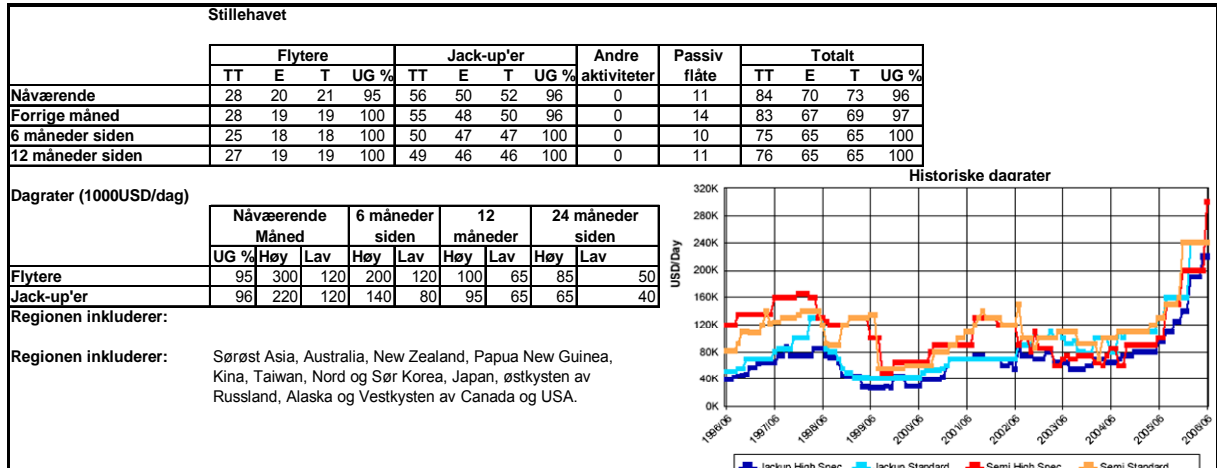 Stillehavet
Flytere Jack-up'er Andre Passiv Totalt
TT E T UG % TT E T UG % aktiviteter flåte TT E T UG %
Nåværende 28 20 21 95 56 50 52 96 0 11 84 70 73 96
Forrige måned 28 19 19 100 55 48 50 96 0 14 83 67 69 97
6 måneder siden 25 18 18 100 50 47 47 100 0 10 75 65 65 100
12 måneder siden 27 19 19 100 49 46 46 100 0 11 76 65 65 100
Dagrater (1000USD/dag)
Nåvæerende 6 måneder 12 24 måneder
Måned siden måneder siden
UG % Høy Lav Høy Lav Høy Lav Høy Lav
Flytere 95 300 120 200 120 100 65 85 50
Jack-up'er 96 220 120 140 80 95 65 65 40
Regionen inkluderer:
Regionen inkluderer: Sørøst Asia, Australia, New Zealand, Papua New Guinea,
Kina, Taiwan, Nord og Sør Korea, Japan, østkysten av
Russland, Alaska og Vestkysten av Canada og USA.
Historiske dagrater
USD/Day
320K
280K
240K
200K
160K
120K
80K
40K
0K
1996/06 1997/06 1998/06 1999/06 2000/06 2001/06 2002/06 2003/06 2004/06 2005/06 2006/06
Jackup High Spec Jackup Standard Semi High Spec Semi Standard